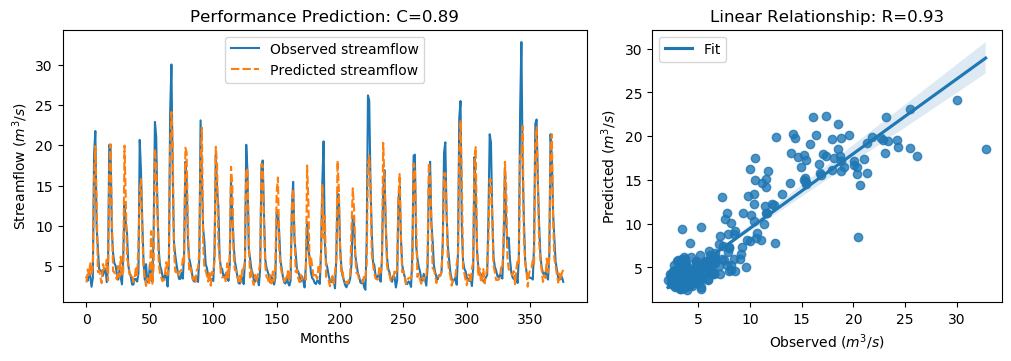 Performance Prediction: C=0.89
Observed streamflow
Predicted streamflow
Streamflow (m³/s)
30
25
20
15
10
5
0
50
100
150
200
250
300
350
Months
Linear Relationship: R=0.93
Fit
Predicted (m³/s)
30
25
20
15
10
5
5
10
15
20
25
30
Observed (m³/s)